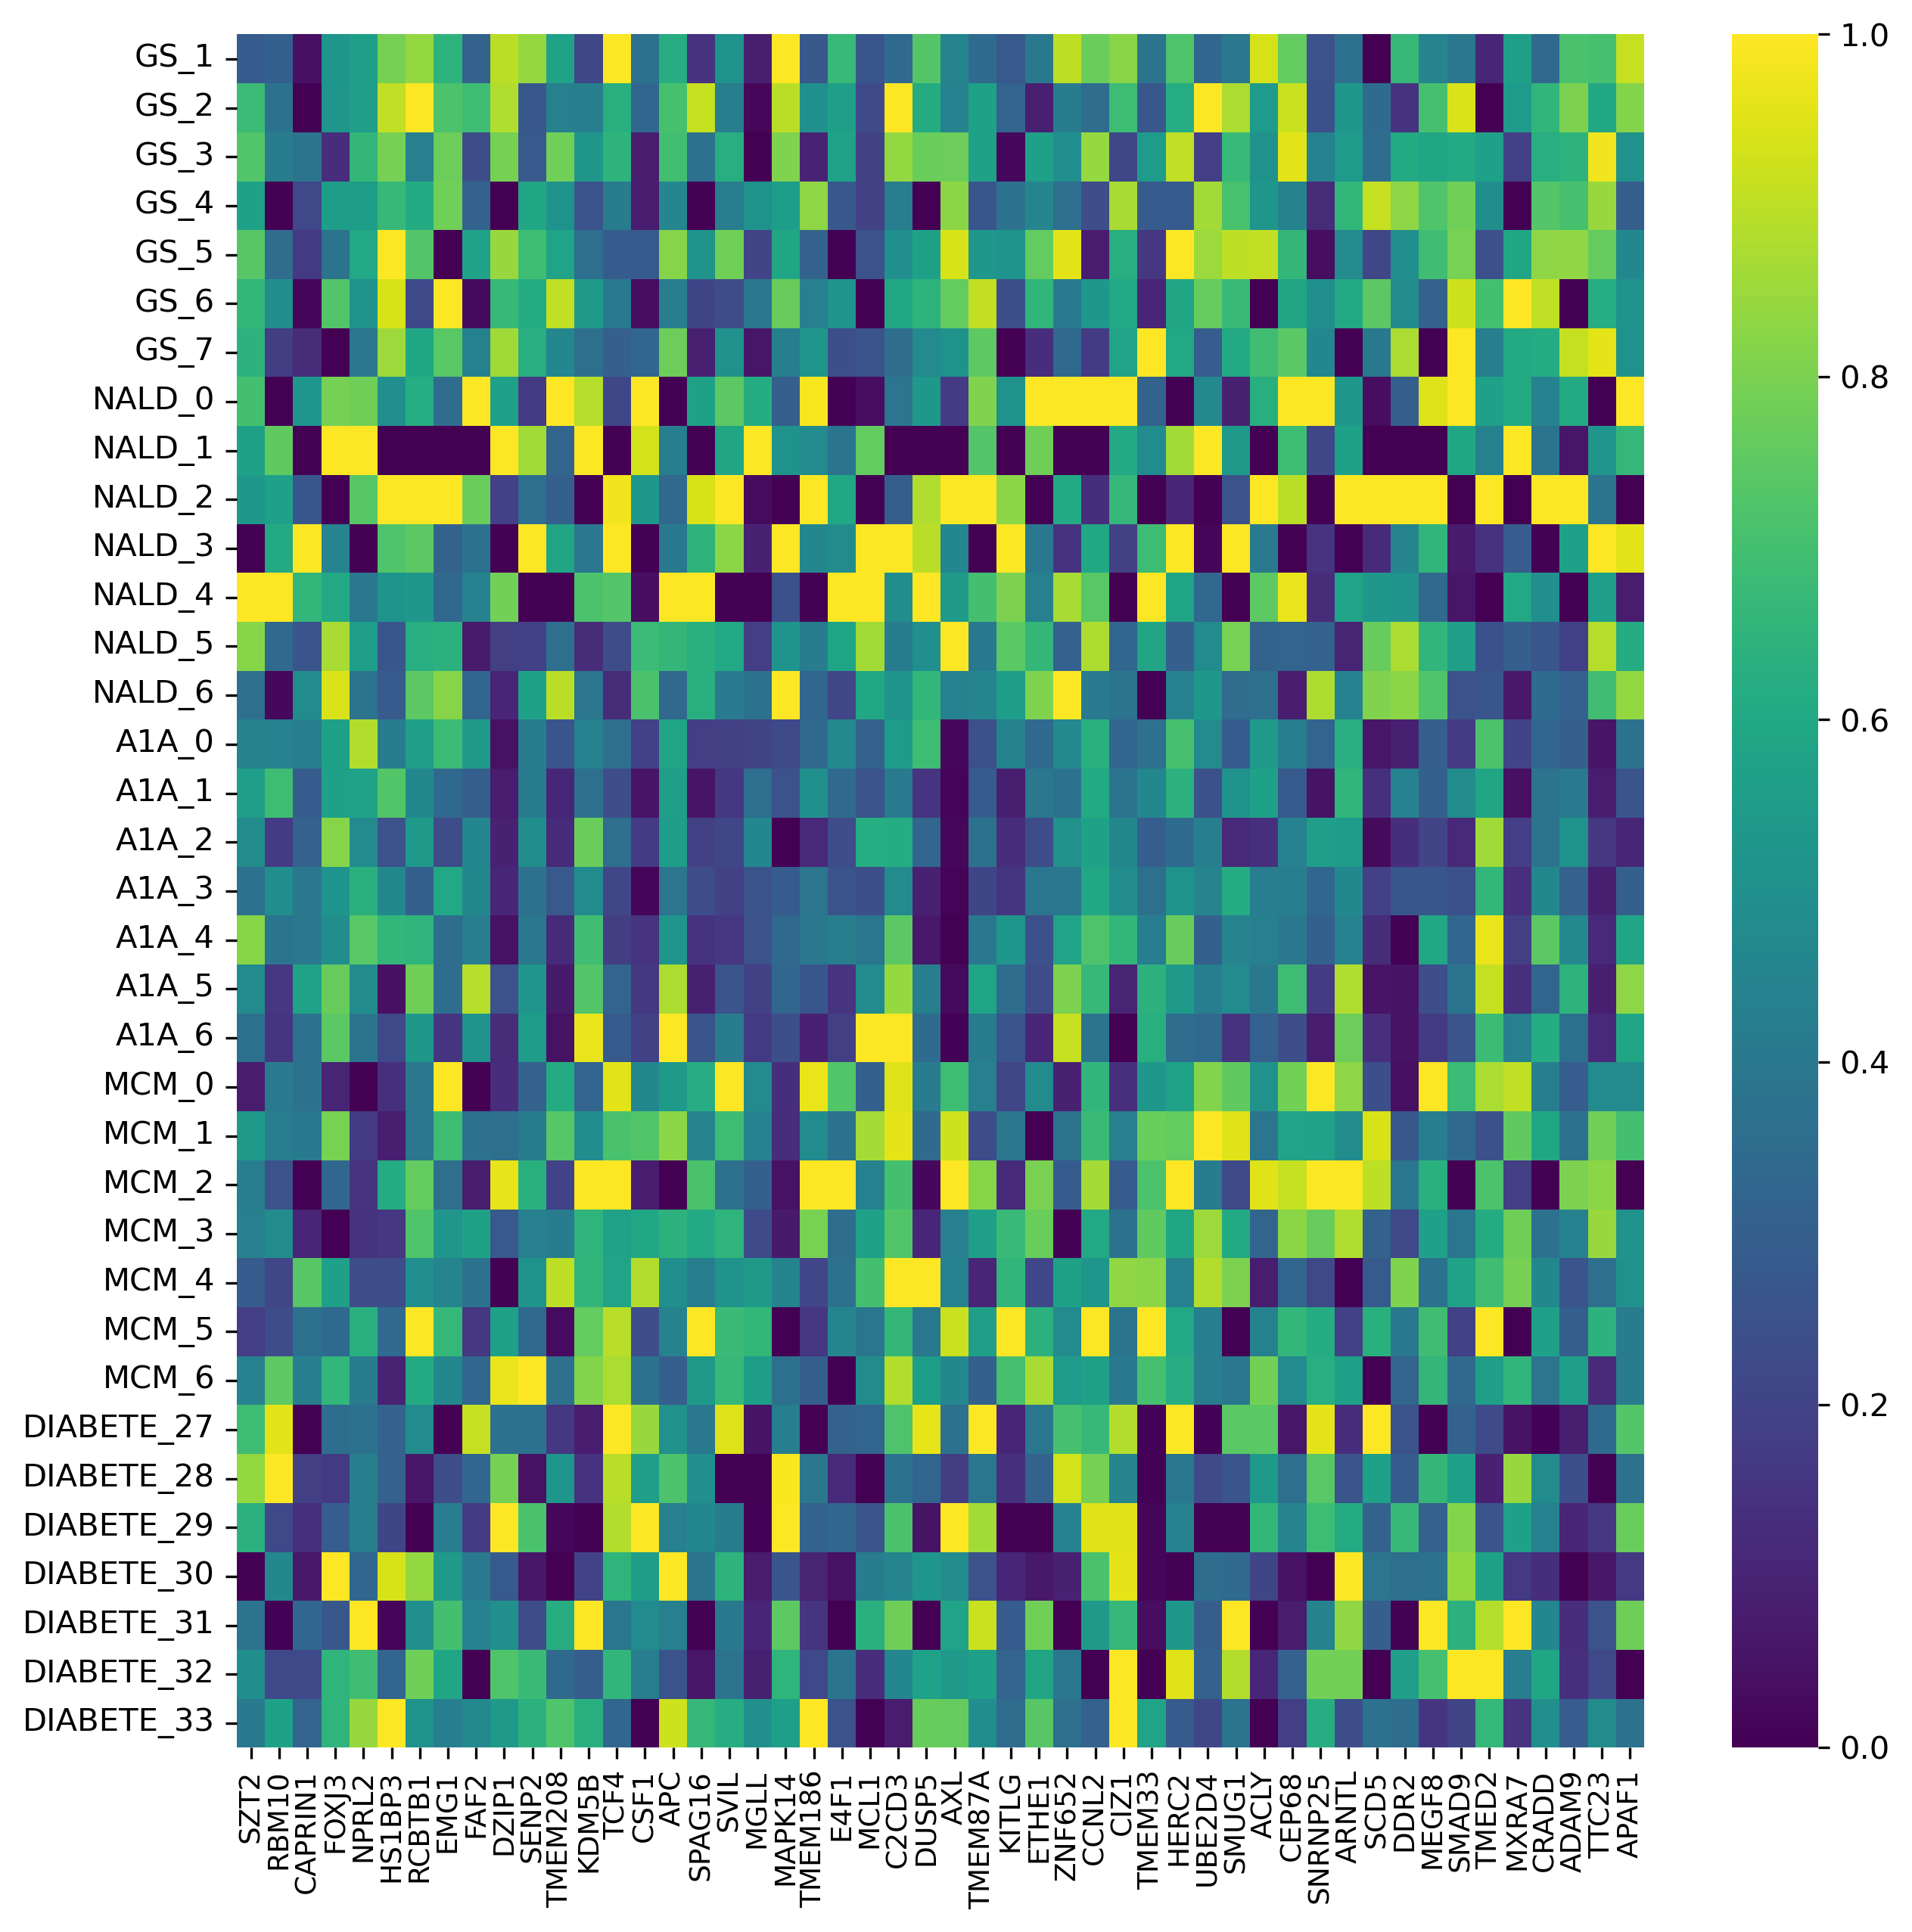 GS_1
GS_2
GS_3
GS_4
GS_5
GS_6
GS_7
NALD_0
NALD_1
NALD_2
NALD_3
NALD_4
NALD_5
NALD_6
A1A_0
A1A_1
A1A_2
A1A_3
A1A_4
A1A_5
A1A_6
MCM_0
MCM_1
MCM_2
MCM_3
MCM_4
MCM_5
MCM_6
DIABETE_27
DIABETE_28
DIABETE_29
DIABETE_30
DIABETE_31
DIABETE_32
DIABETE_33
SZT2
RBM10
CAPRIN1
FOXJ3
NPRL2
HS1BP3
RCBTB1
EMG1
FAF2
DZIP1
SENP2
TMEM208
KDM5B
TCF4
CSF1
APC
SPAG16
SVIL
MGLL
MAPK14
TMEM186
E4F1
MCL1
C2CD3
DUSP5
AXL
TMEM87A
KITLG
ETHE1
ZNF652
CCNL2
CIZ1
TMEM33
HERC2
UBE2D4
SMUG1
ACLY
CEP68
SNRNP25
ARNTL
SCD5
DDR2
MEGF8
SMAD9
TMED2
MXRA7
CRADD
ADAM9
TTC23
APAF1
1.0
0.8
0.6
0.4
0.2
0.0